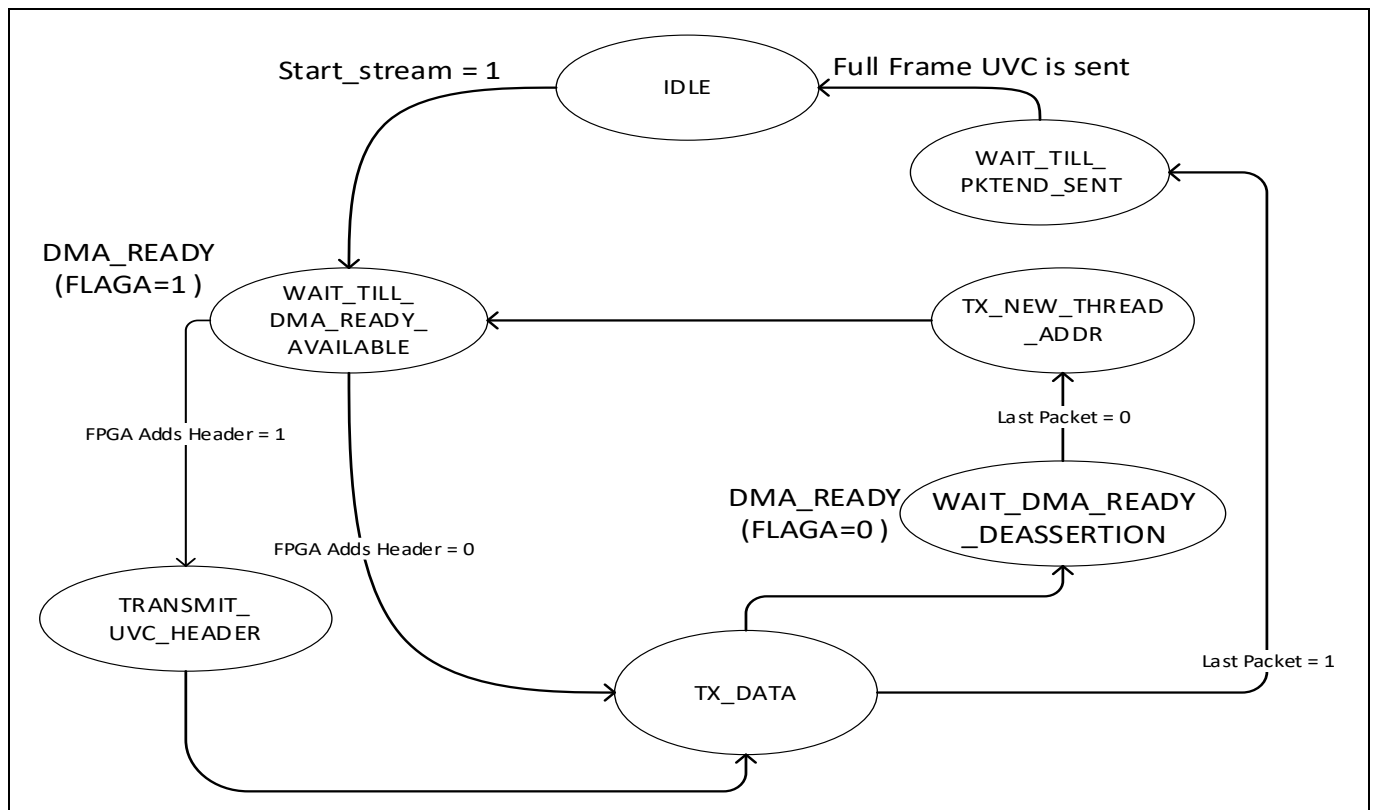 Start_stream = 1
IDLE
Full Frame UVC is sent
WAIT_TILL_
PKTEND_SENT
DMA_READY
(FLAGA=1 )
WAIT_TILL_
DMA_READY_
AVAILABLE
TX_NEW_THREAD
_ADDR
FPGA Adds Header = 1
Last Packet = 0
DMA_READY
(FLAGA=0 )
WAIT_DMA_READY
_DEASSERTION
FPGA Adds Header = 0
TRANSMIT_
UVC_HEADER
TX_DATA
Last Packet = 1